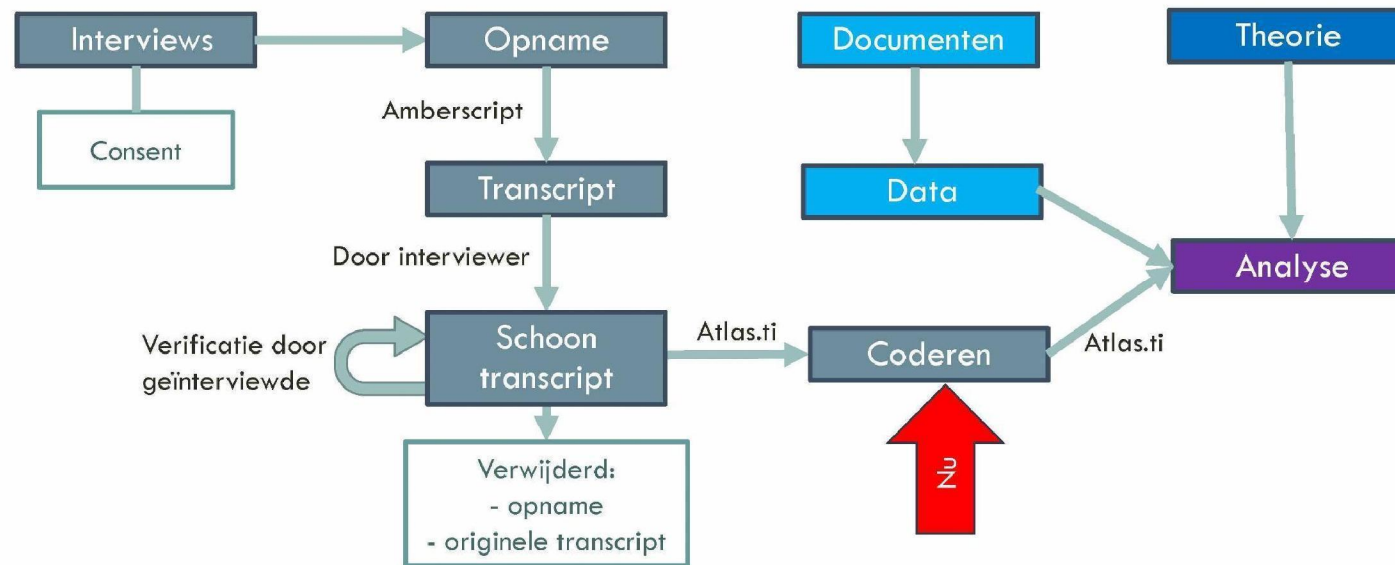 Interviews
Opname
Documenten
Theorie
Consent
Amberscript
Transcript
Data
Door interviewer
Analyse
Verificatie door
geïnterviewde
Schoon
transcript
Atlas.ti
Coderen
Atlas.ti
Verwijderd:
- opname
- originele transcript
Nu